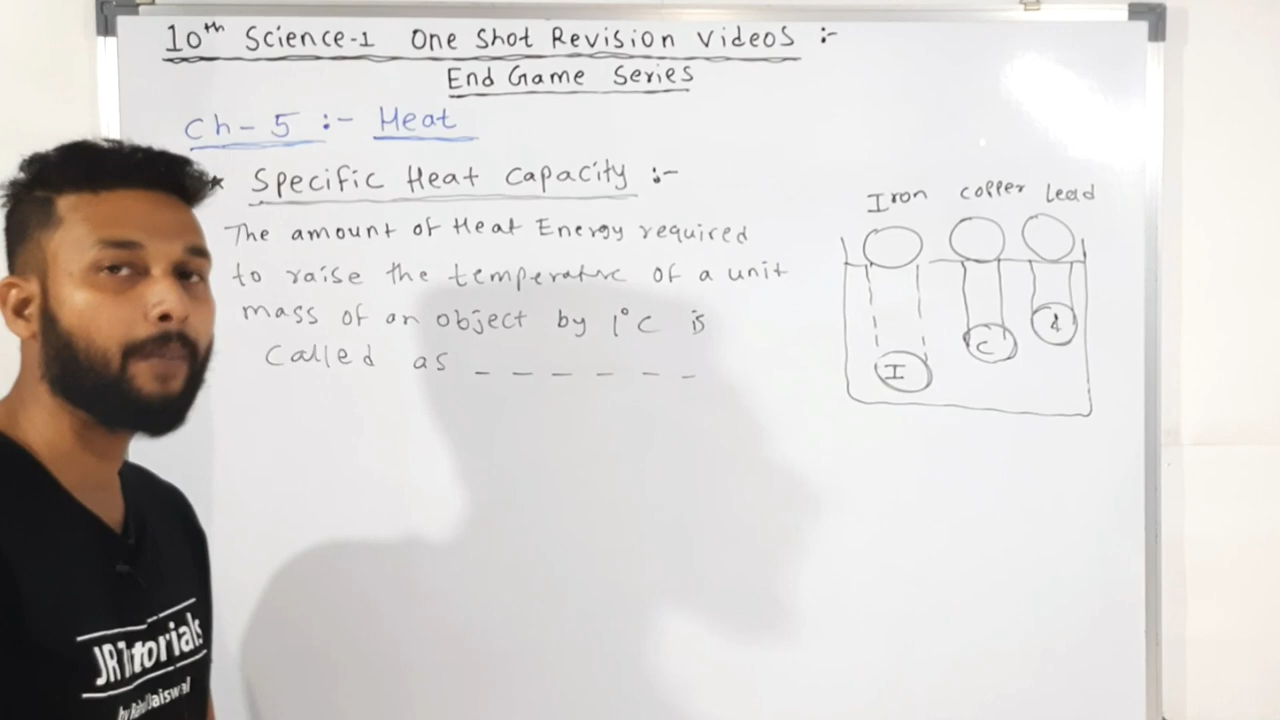 10th Science-1 One Shot Revision Videos :-
End Game Series
Ch-5 :- Heat
★ Specific Heat Capacity :-
The amount of Heat Energy required
to raise the temperature of a unit
mass of an object by 1°C is
Called as _ _ _ _ _ _
Iron Copper Lead
I C
JR Tutorials
by Rahul Jaiswal